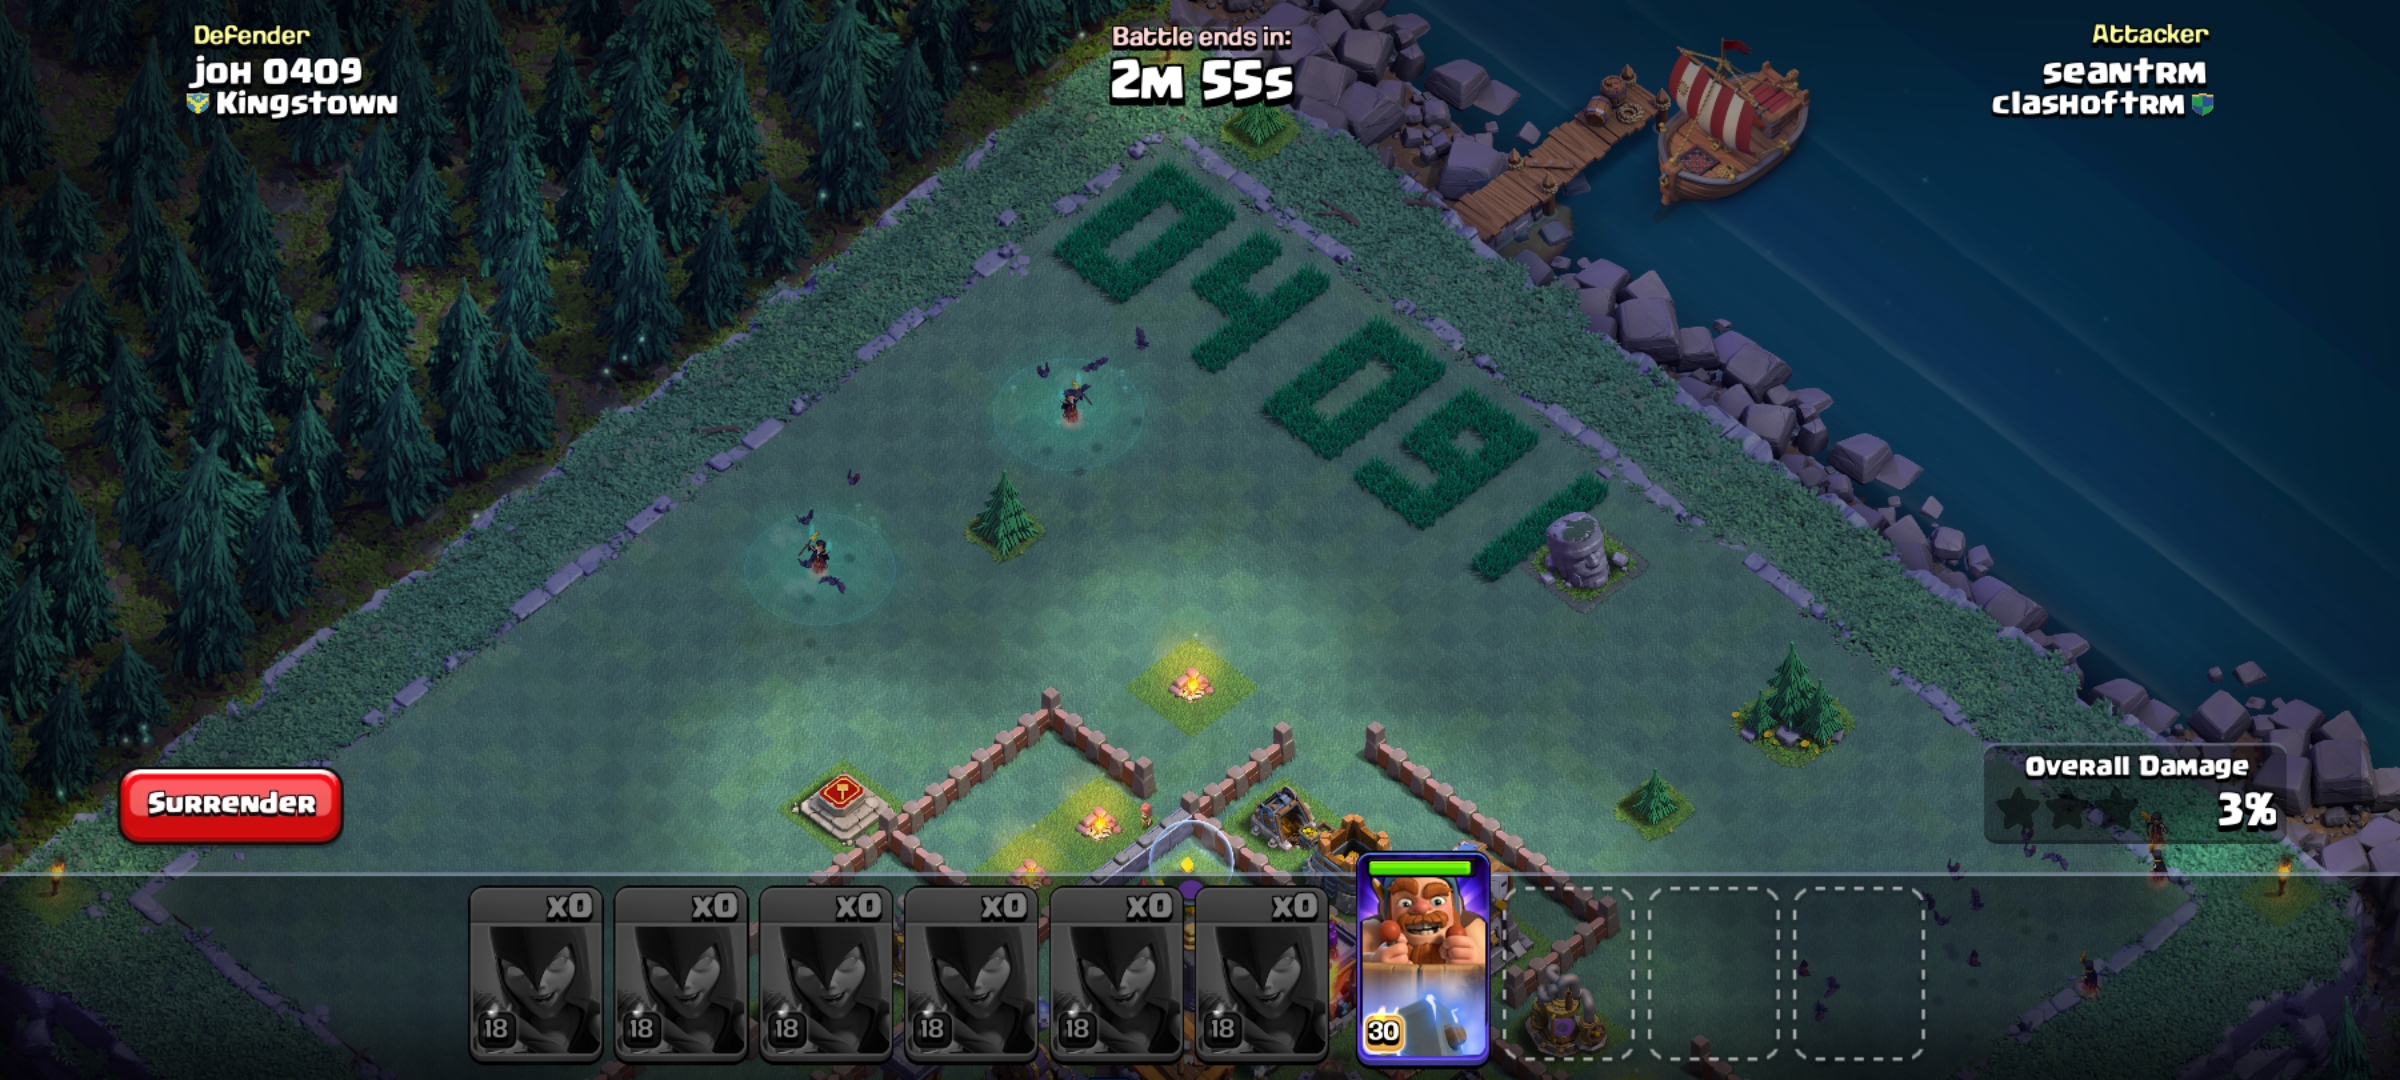 Defender
joh 0409
Kingstown
Battle ends in:
2m 55s
Attacker
seantrm
clashoftrm
04091
Surrender
Overall Damage
3%
x0
x0
x0
x0
x0
x0
18
18
18
18
18
18
30